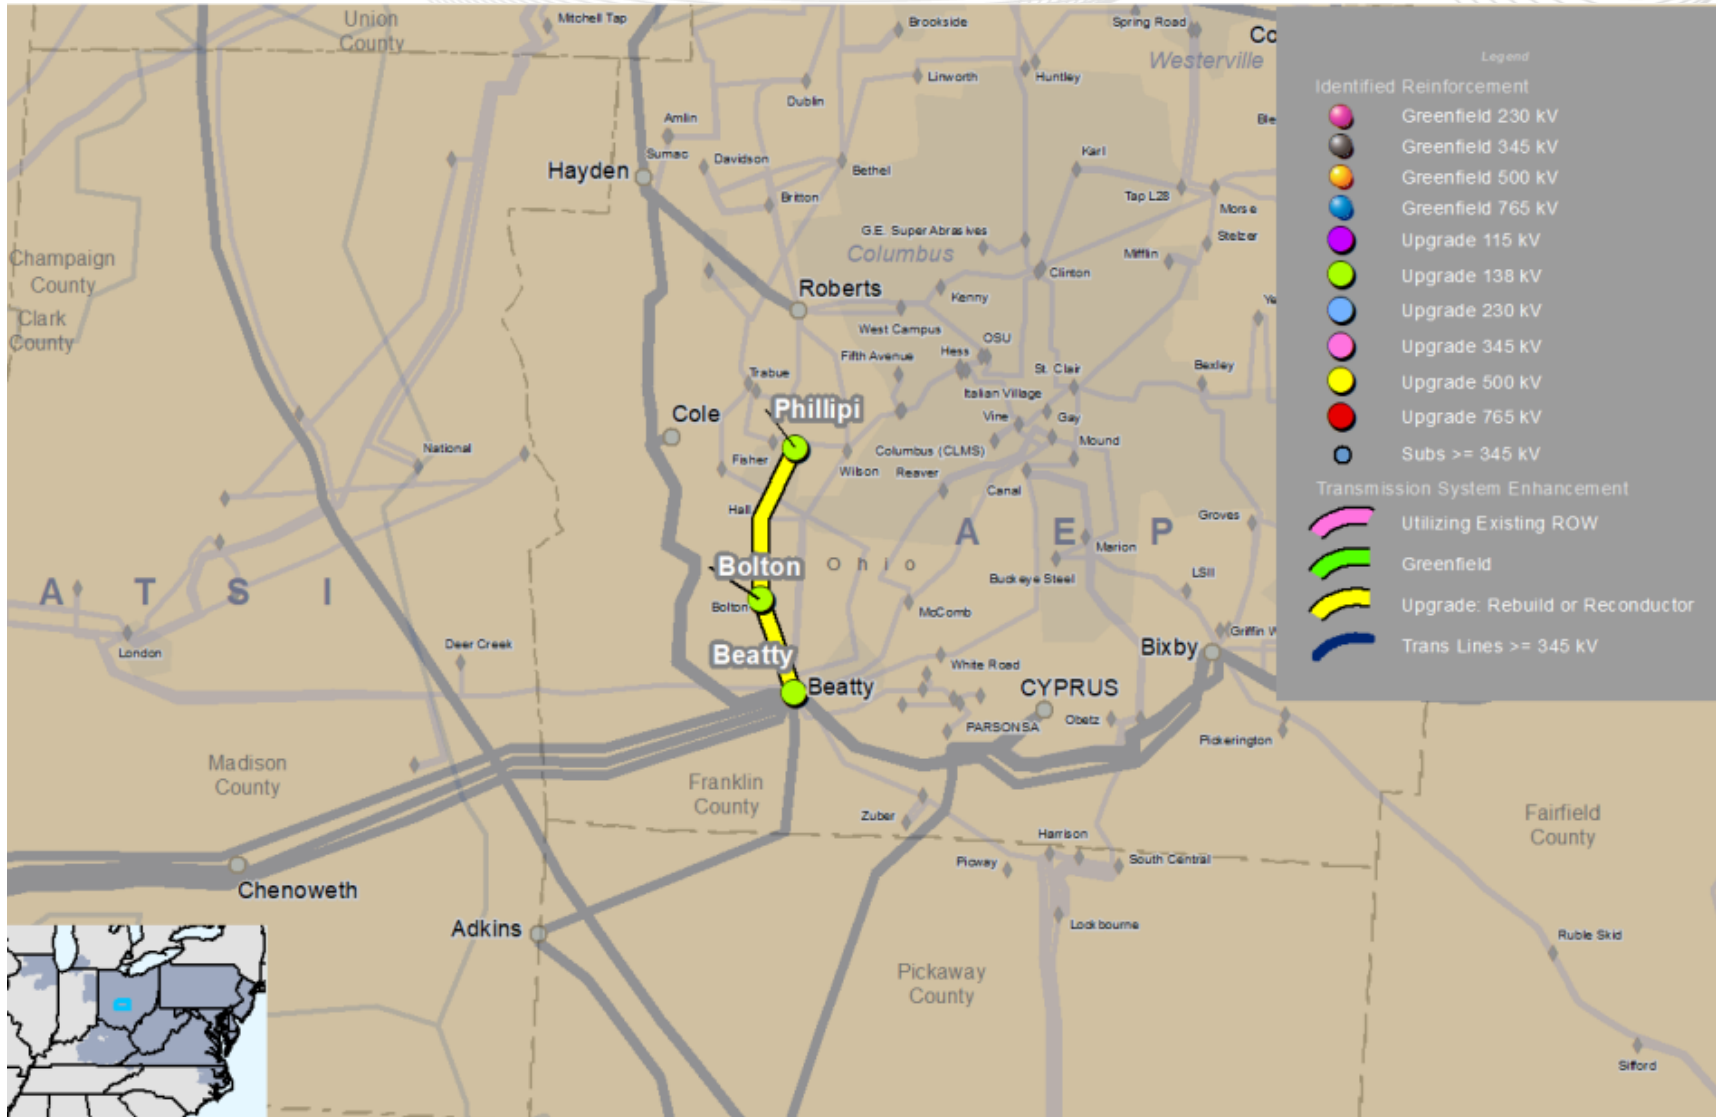 Union
County
Mitchell Tap
Brookside
Spring Road
Co
Westerville
Linworth
Huntley
Dublin
Amlin
Sumac
Davidson
Karl
Hayden
Bethel
Britton
Tap L28
Morse
G.E. Super Abrasives
Stelzer
Columbus
Mifflin
Clinton
Champaign
County
Clark
County
Roberts
Kenny
West Campus
OSU
Fifth Avenue
Hess
St. Clair
Bexley
Trabue
Italian Village
Phillipi
Cole
Vine
Gay
Mound
National
Columbus (CLMS)
Fisher
Wilson
Reaver
Canal
Hall
Groves
A E P
Marion
Bolton
Ohio
Buckeye Steel
LSII
A T S I
Bolton
McComb
London
Deer Creek
Beatty
White Road
Bixby
Griffin W
Beatty
CYPRUS
PARSONSA
Obetz
Pickerington
Madison
County
Franklin
County
Zuber
Harrison
Fairfield
County
Picway
South Central
Chenoweth
Adkins
Lockbourne
Ruble Skid
Pickaway
County
Sifford
Ble
Ye
Legend
Identified Reinforcement
Greenfield 230 kV
Greenfield 345 kV
Greenfield 500 kV
Greenfield 765 kV
Upgrade 115 kV
Upgrade 138 kV
Upgrade 230 kV
Upgrade 345 kV
Upgrade 500 kV
Upgrade 765 kV
Subs >= 345 kV
Transmission System Enhancement
Utilizing Existing ROW
Greenfield
Upgrade: Rebuild or Reconductor
Trans Lines >= 345 kV